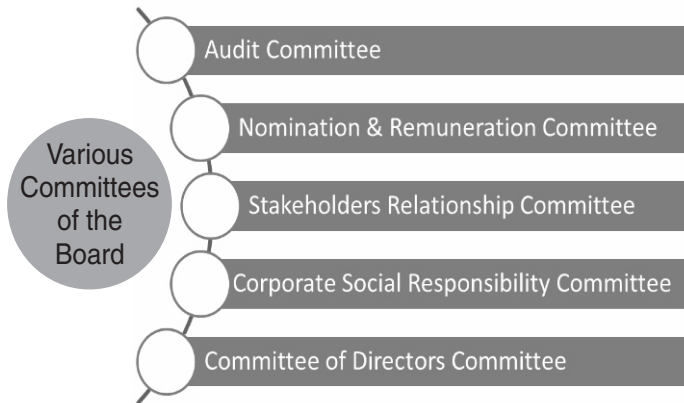 Various
Committees
of the
Board
Audit Committee
Nomination & Remuneration Committee
Stakeholders Relationship Committee
Corporate Social Responsibility Committee
Committee of Directors Committee